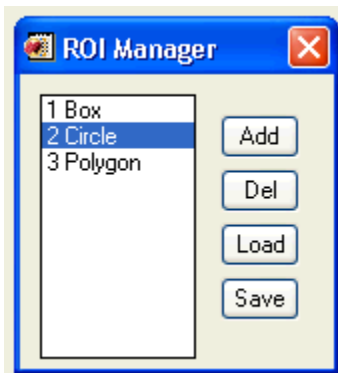 ROI Manager
1 Box
2 Circle
3 Polygon
Add
Del
Load
Save